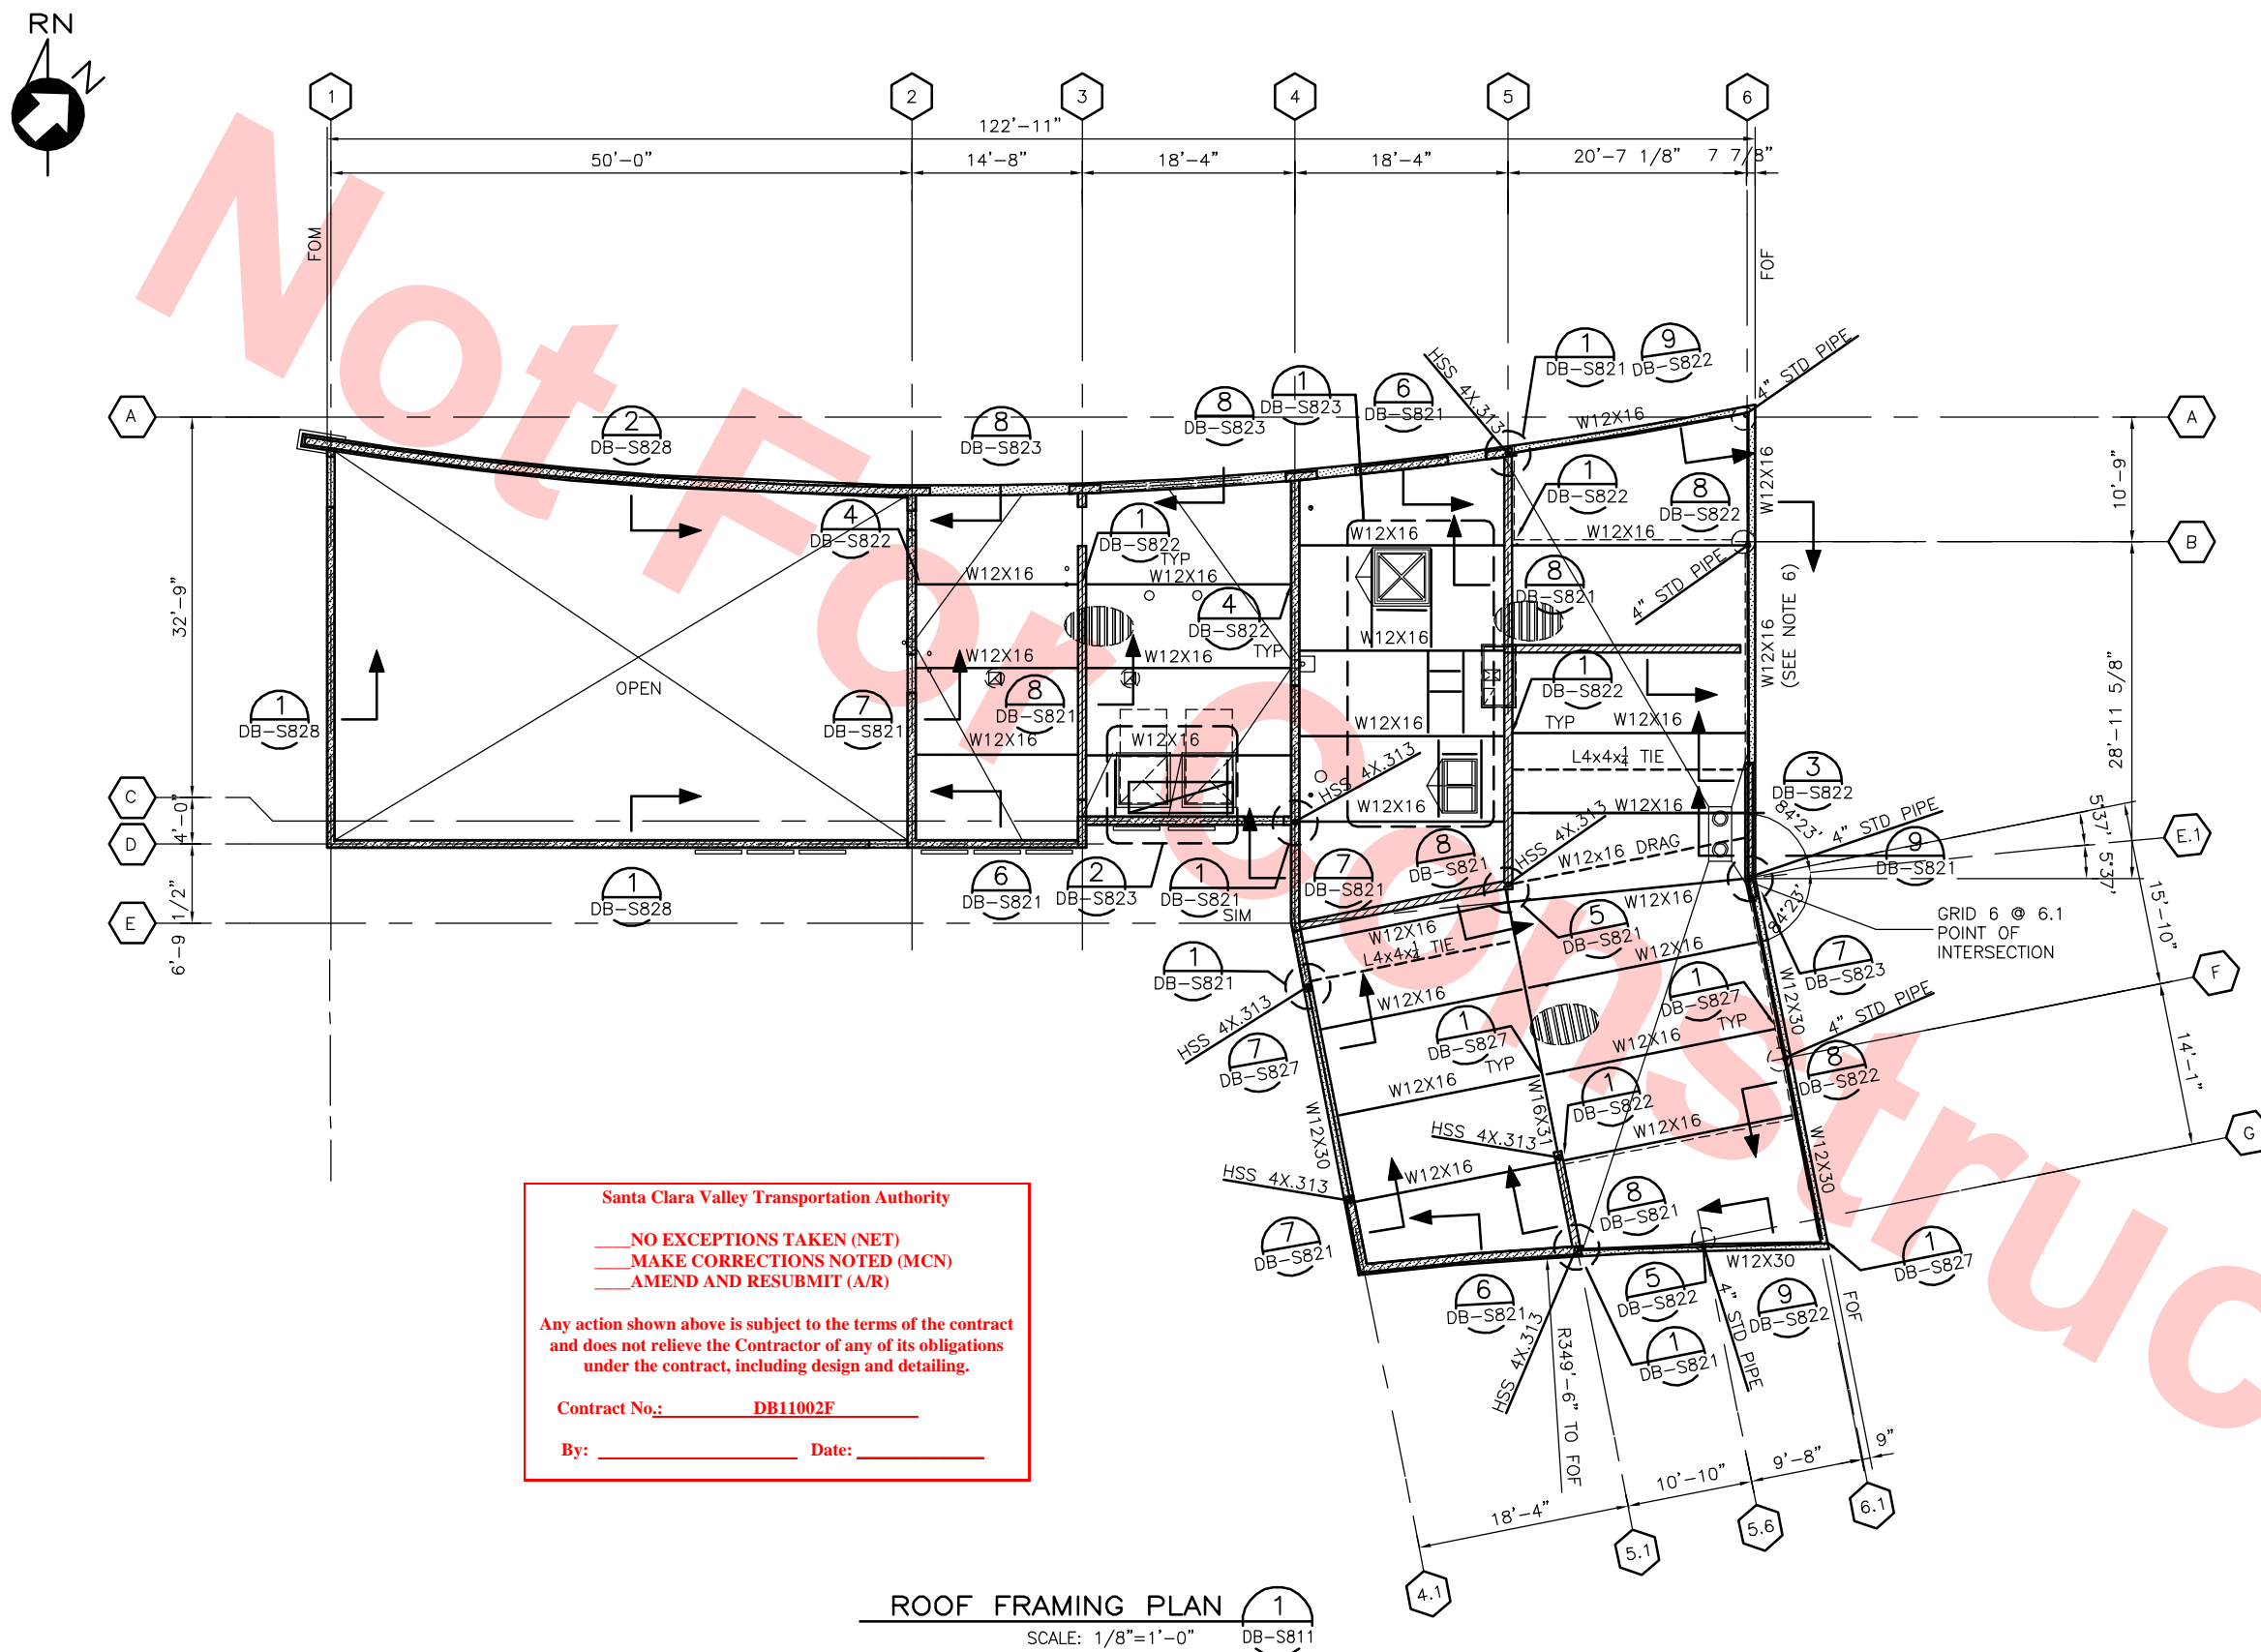 RN
N
1
2
3
4
5
6
122'-11"
50'-0"
14'-8"
18'-4"
18'-4"
20'-7 1/8"
7 7/8"
FOM
FOF
Not For Construc
A
A
B
C
D
E
E.1
F
G
32'-9"
4'-0"
6'-9 1/2"
10'-9"
28'-11 5/8"
5°37'
5°37'
15'-10"
14'-1"
2
DB-S828
8
DB-S823
8
DB-S823
1
DB-S823
6
DB-S821
HSS 4X.313
1
DB-S821
9
DB-S822
4" STD PIPE
W12X16
W12X16
4
DB-S822
1
DB-S822
TYP
W12X16
1
DB-S822
8
DB-S822
W12X16
4" STD PIPE
W12X16
W12X16
8
DB-S821
4
DB-S822
TYP
W12X16
W12X16
(SEE NOTE 6)
OPEN
W12X16
W12X16
1
DB-S822
TYP
1
DB-S828
7
DB-S821
8
DB-S821
W12X16
W12X16
W12X16
W12X16
L4x4x1/4 TIE
HSS 4X.313
3
DB-S822
W12X16
W12X16
HSS 4X.313
84°23'
4" STD PIPE
W12x16 DRAG
9
DB-S821
1
DB-S828
6
DB-S821
2
DB-S823
1
DB-S821
SIM
7
DB-S821
8
DB-S821
W12X16
84°23'
GRID 6 @ 6.1
POINT OF
INTERSECTION
W12X16
L4x4x1/4 TIE
5
DB-S821
W12X16
7
DB-S823
1
DB-S821
HSS 4X.313
W12X16
1
DB-S827
TYP
W12X30
4" STD PIPE
7
DB-S827
1
DB-S827
TYP
W12X16
8
DB-S822
W12X16
W16X31
1
DB-S822
W12X30
HSS 4X.313
W12X16
W12X30
HSS 4X.313
W12X16
7
DB-S821
8
DB-S821
1
DB-S827
6
DB-S821
5
DB-S822
W12X30
9
DB-S822
FOF
HSS 4X.313
R349'-6" TO FOF
1
DB-S821
4" STD PIPE
18'-4"
10'-10"
9'-8"
9"
4.1
5.1
5.6
6.1
Santa Clara Valley Transportation Authority
____NO EXCEPTIONS TAKEN (NET)
____MAKE CORRECTIONS NOTED (MCN)
____AMEND AND RESUBMIT (A/R)
Any action shown above is subject to the terms of the contract
and does not relieve the Contractor of any of its obligations
under the contract, including design and detailing.
Contract No.: DB11002F
By: ____ Date: ____
ROOF FRAMING PLAN
1
DB-S811
SCALE: 1/8"=1'-0"